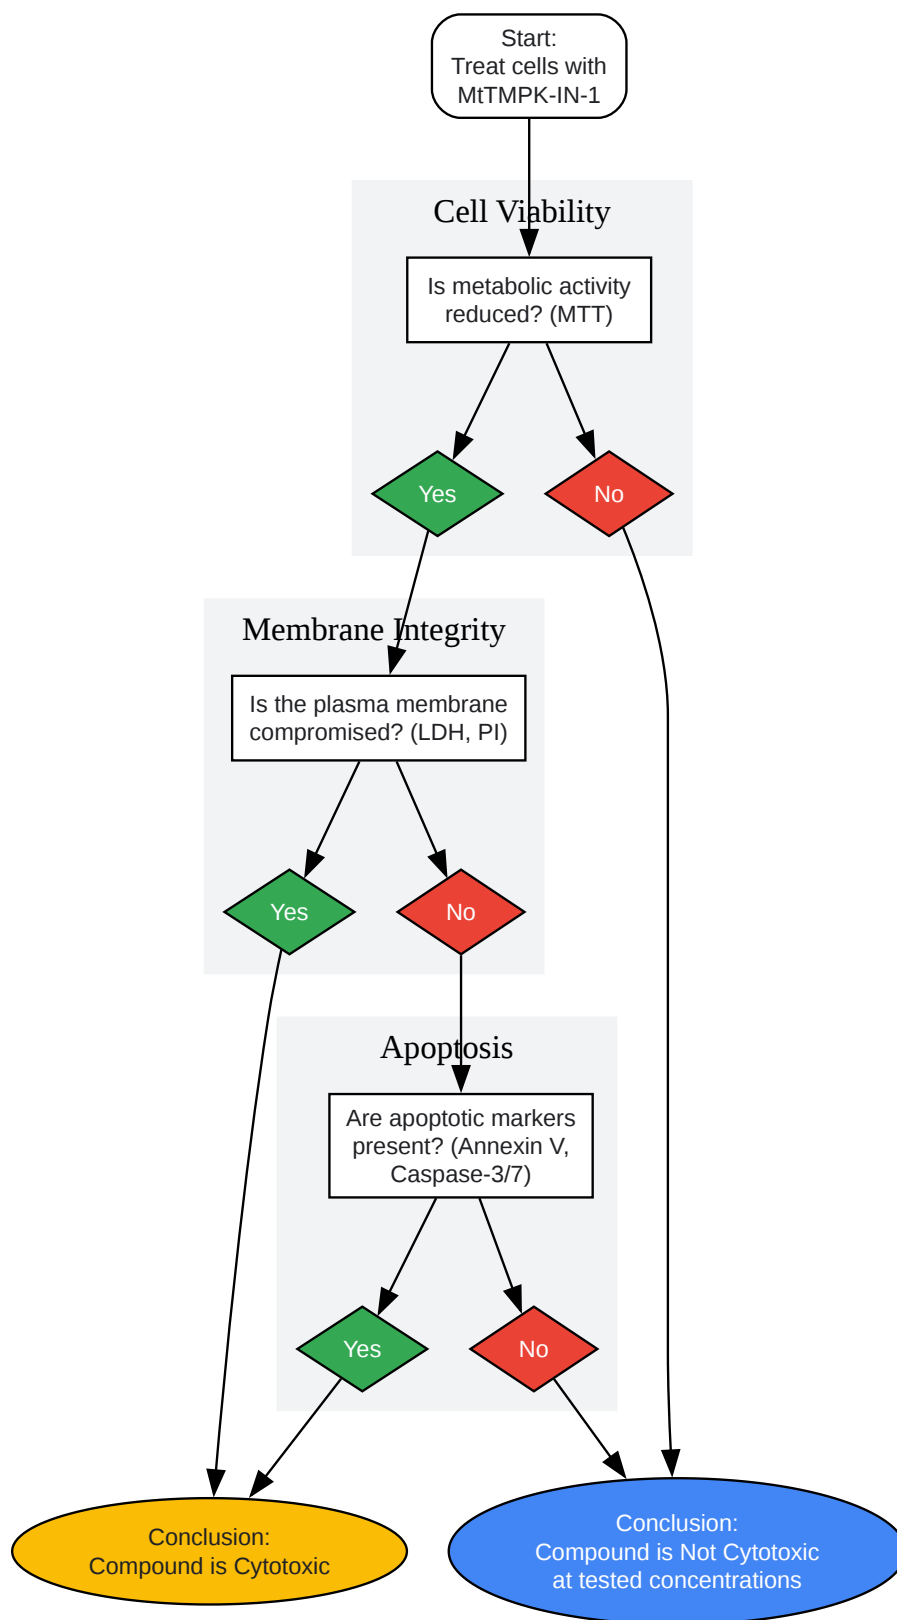 Start:
Treat cells with
MtTMPK-IN-1
Cell Viability
Is metabolic activity
reduced? (MTT)
Yes
No
Membrane Integrity
Is the plasma membrane
compromised? (LDH, PI)
Yes
No
Apoptosis
Are apoptotic markers
present? (Annexin V,
Caspase-3/7)
Yes
No
Conclusion:
Compound is Cytotoxic
Conclusion:
Compound is Not Cytotoxic
at tested concentrations